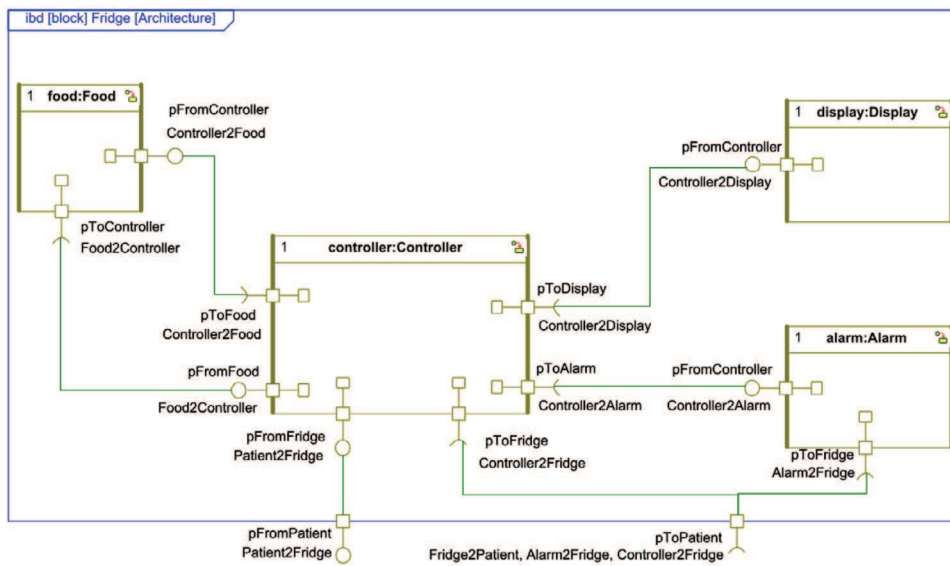 ibd [block] Fridge [Architecture]
1 food:Food
pFromController
Controller2Food
pToController
Food2Controller
1 display:Display
pFromController
Controller2Display
1 controller:Controller
pToFood
Controller2Food
pFromFood
Food2Controller
pToDisplay
Controller2Display
pToAlarm
Controller2Alarm
pFromController
Controller2Alarm
1 alarm:Alarm
pFromFridge
Patient2Fridge
pToFridge
Controller2Fridge
pToFridge
Alarm2Fridge
pFromPatient
Patient2Fridge
pToPatient
Fridge2Patient, Alarm2Fridge, Controller2Fridge